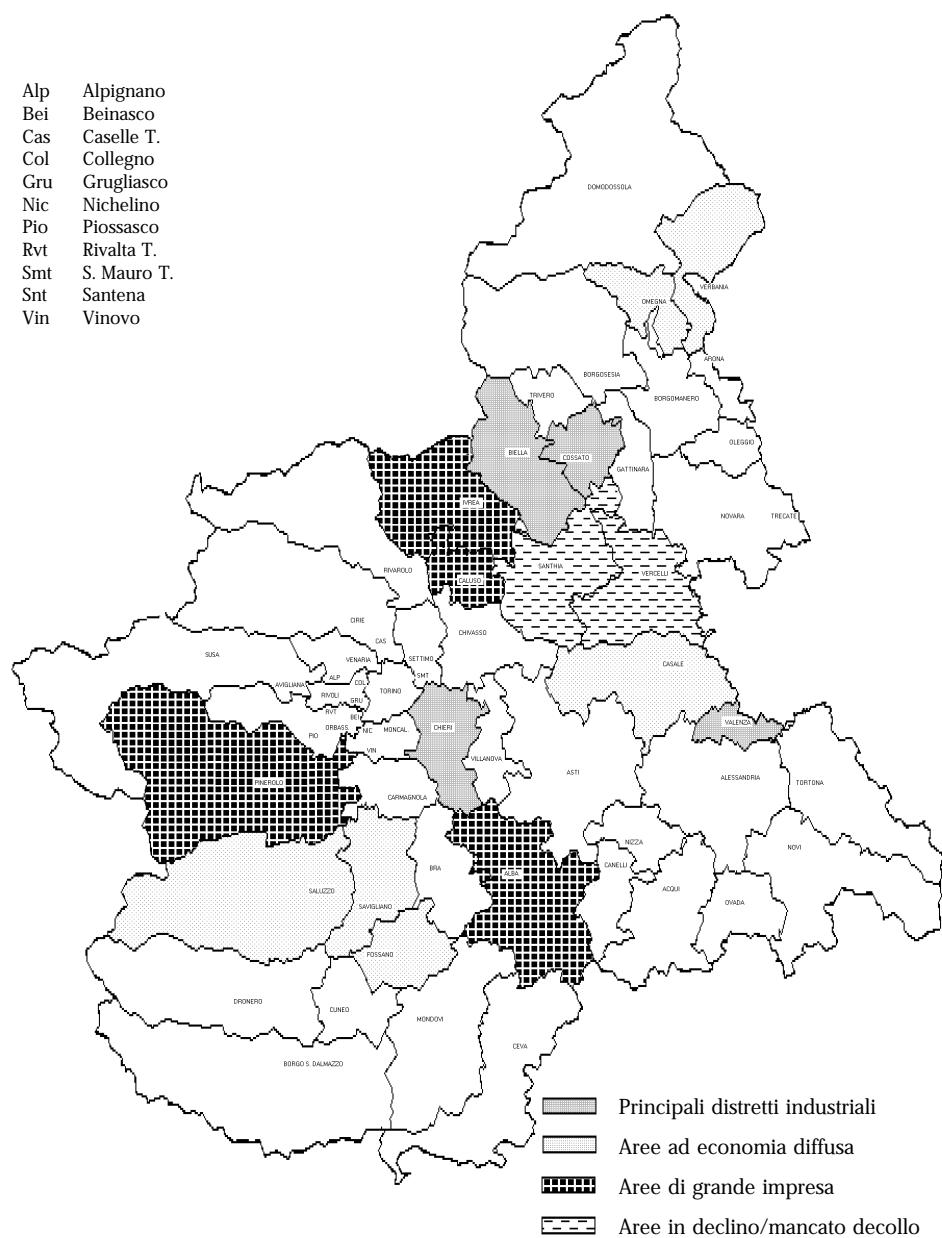 Alp Alpignano
Bei Beinasco
Cas Caselle T.
Col Collegno
Gru Grugliasco
Nic Nichelino
Pio Piossasco
Rvt Rivalta T.
Smt S. Mauro T.
Snt Santena
Vin Vinovo
DOMODOSSOLA
VERBANIA
OMEGNA
ARONA
BORGOSESIA
TRIVERO
BORGOMANERO
OLEGGIO
BIELLA
COSSATO
GATTINARA
IVREA
NOVARA
TRECATE
SANTHIA
VERCELLI
RIVAROLO
CALUSO
CIRIE
CHIVASSO
CAS
SUSA
VENARIA
SETTIMO
CASALE
ALP
COL
SMT
AVIGLIANA
RIVOLI
TORINO
GRU
RVT
BEI
ORBASS.
NIC
MONCAL.
CHIERI
VALENZA
PIO
VIN
VILLANOVA
ASTI
ALESSANDRIA
TORTONA
PINEROLO
CARMAGNOLA
NIZZA
NOVI
BRA
ALBA
CANELLI
SALUZZO
ACQUI
SAVIGLIANO
OVADA
FOSSANO
DRONERO
CUNEO
MONDOVI
CEVA
BORGO S. DALMAZZO
Principali distretti industriali
Aree ad economia diffusa
Aree di grande impresa
Aree in declino/mancato decollo